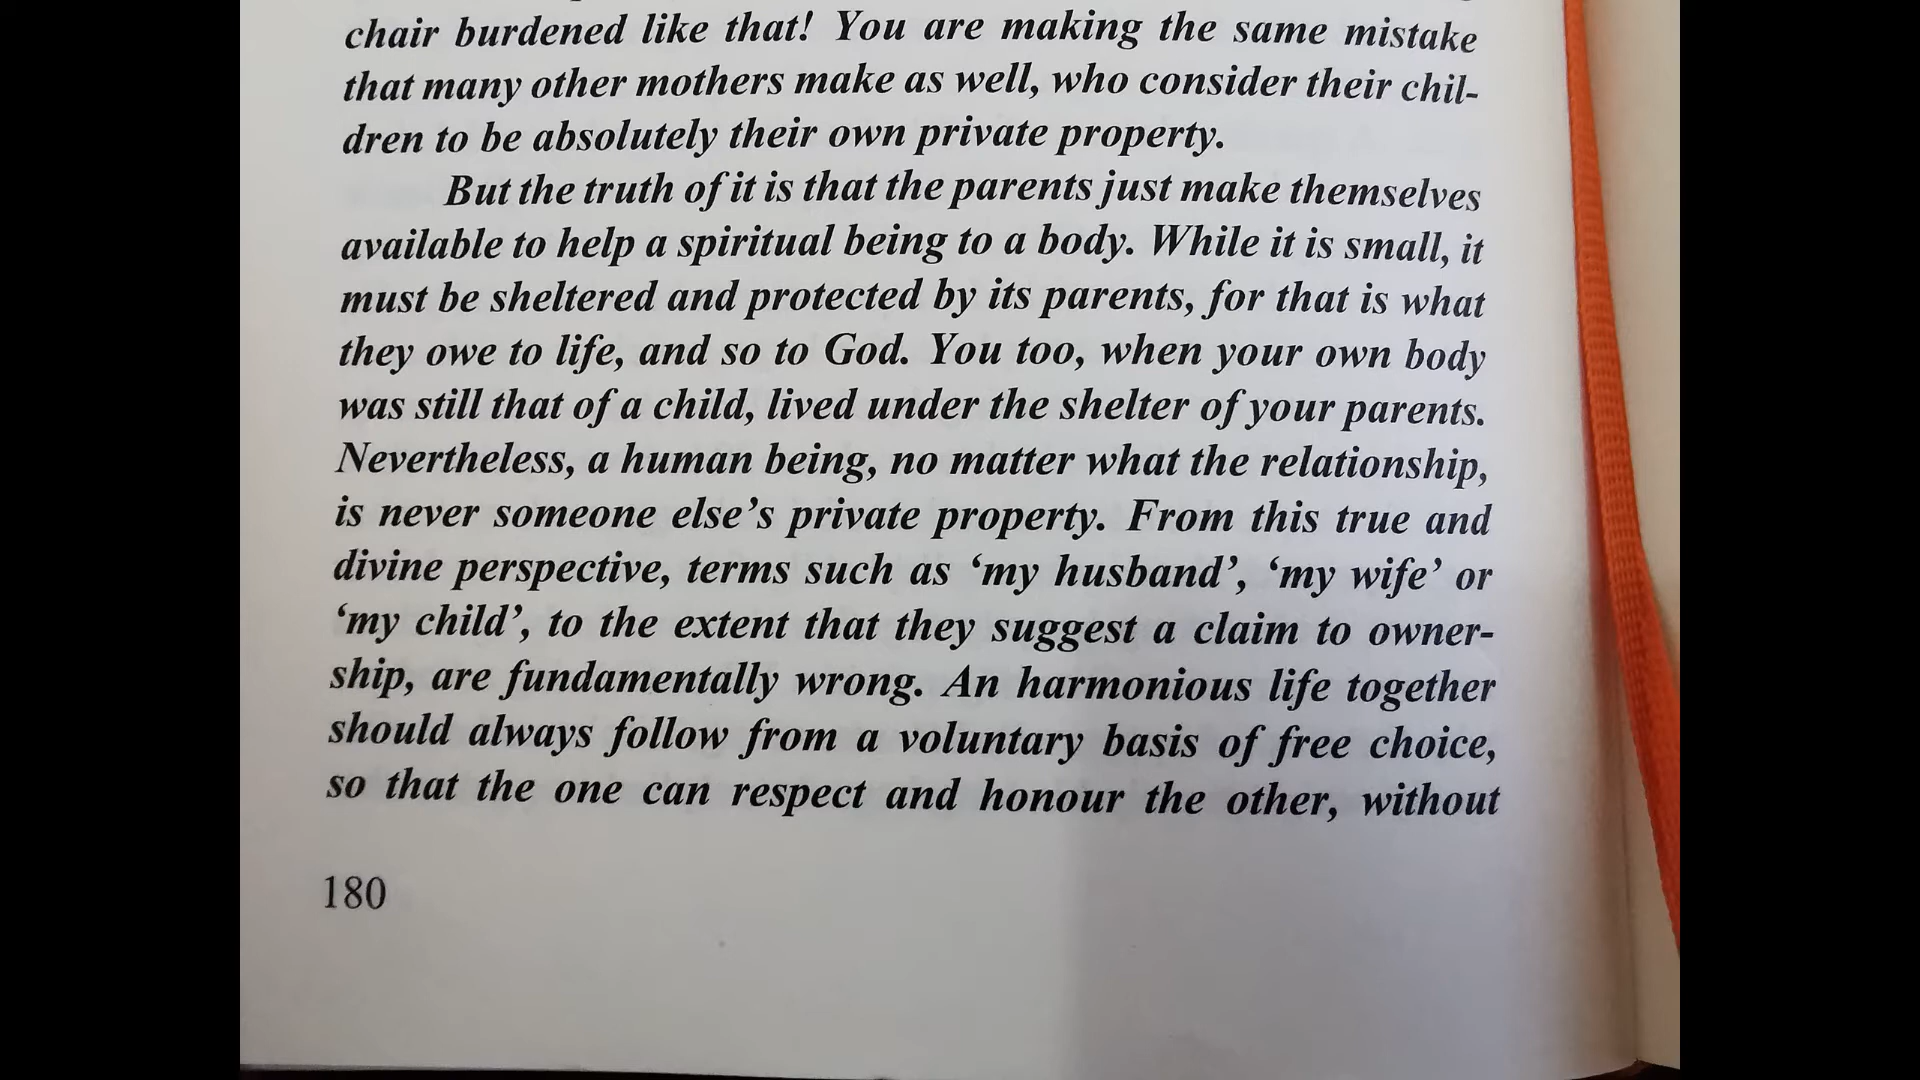 chair burdened like that! You are making the same mistake
that many other mothers make as well, who consider their chil-
dren to be absolutely their own private property.
But the truth of it is that the parents just make themselves
available to help a spiritual being to a body. While it is small, it
must be sheltered and protected by its parents, for that is what
they owe to life, and so to God. You too, when your own body
was still that of a child, lived under the shelter of your parents.
Nevertheless, a human being, no matter what the relationship,
is never someone else’s private property. From this true and
divine perspective, terms such as ‘my husband’, ‘my wife’ or
‘my child’, to the extent that they suggest a claim to owner-
ship, are fundamentally wrong. An harmonious life together
should always follow from a voluntary basis of free choice,
so that the one can respect and honour the other, without
180